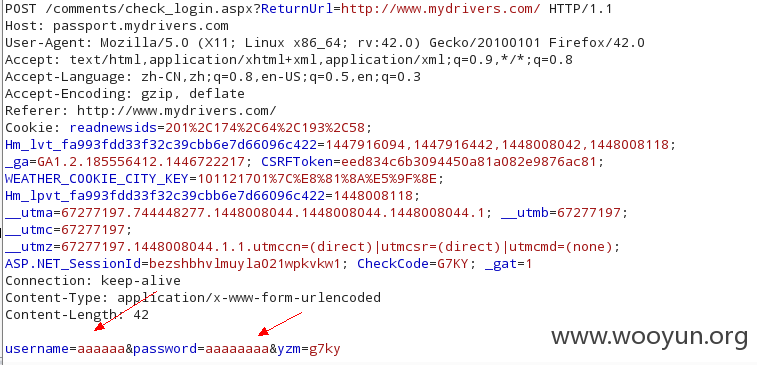 POST /comments/check_login.aspx?ReturnUrl=http://www.mydrivers.com/ HTTP/1.1
Host: passport.mydrivers.com
User-Agent: Mozilla/5.0 (X11; Linux x86_64; rv:42.0) Gecko/20100101 Firefox/42.0
Accept: text/html,application/xhtml+xml,application/xml;q=0.9,*/*;q=0.8
Accept-Language: zh-CN,zh;q=0.8,en-US;q=0.5,en;q=0.3
Accept-Encoding: gzip, deflate
Referer: http://www.mydrivers.com/
Cookie: readnewsids=201%2C174%2C64%2C193%2C58;
Hm_lvt_fa993fdd33f32c39cbb6e7d66096c422=1447916094,1447916442,1448008042,1448008118;
_ga=GA1.2.185556412.1446722217; CSRFToken=eed834c6b3094450a81a082e9876ac81;
WEATHER_COOKIE_CITY_KEY=101121701%7C%E8%81%8A%E5%9F%8E;
Hm_lpvt_fa993fdd33f32c39cbb6e7d66096c422=1448008118;
__utma=67277197.744448277.1448008044.1448008044.1448008044.1; __utmb=67277197;
__utmc=67277197;
__utmz=67277197.1448008044.1.1.utmccn=(direct)|utmcsr=(direct)|utmcmd=(none);
ASP.NET_SessionId=bezshbhvlmuyla021wpkvkw1; CheckCode=G7KY; _gat=1
Connection: keep-alive
Content-Type: application/x-www-form-urlencoded
Content-Length: 42
username=aaaaaa&password=aaaaaaaa&yzm=g7ky
www.wooyun.org